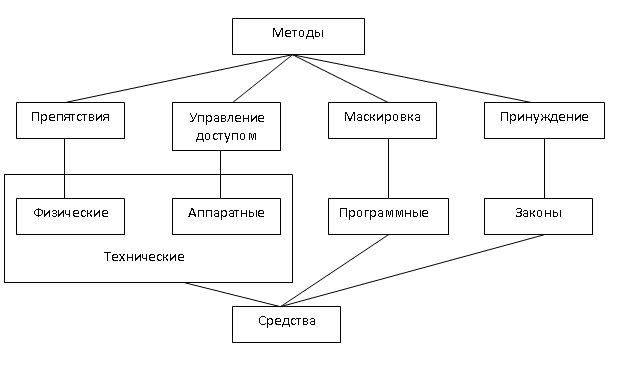 Методы
Препятствия
Управление
доступом
Маскировка
Принуждение
Физические
Аппаратные
Программные
Законы
Технические
Средства